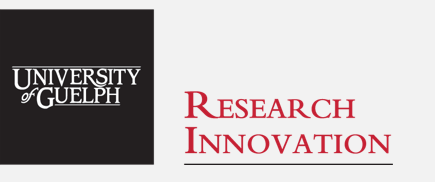 UNIVERSITY
of GUELPH
RESEARCH
INNOVATION